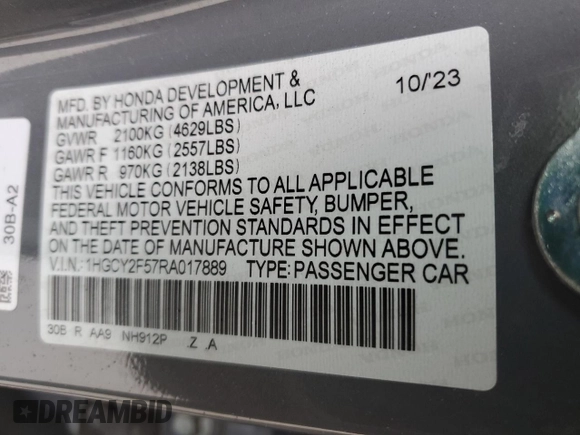 MFD. BY HONDA DEVELOPMENT & 10/'23
MANUFACTURING OF AMERICA, LLC
GVWR 2100KG (4629LBS)
GAWR F 1160KG (2557LBS)
GAWR R 970KG (2138LBS)
THIS VEHICLE CONFORMS TO ALL APPLICABLE
FEDERAL MOTOR VEHICLE SAFETY, BUMPER,
AND THEFT PREVENTION STANDARDS IN EFFECT
ON THE DATE OF MANUFACTURE SHOWN ABOVE.
V.I.N.: 1HGCY2F57RA017889 TYPE: PASSENGER CAR
30B R AA9 NH912P .Z .A
30B-A2
DREAMBID